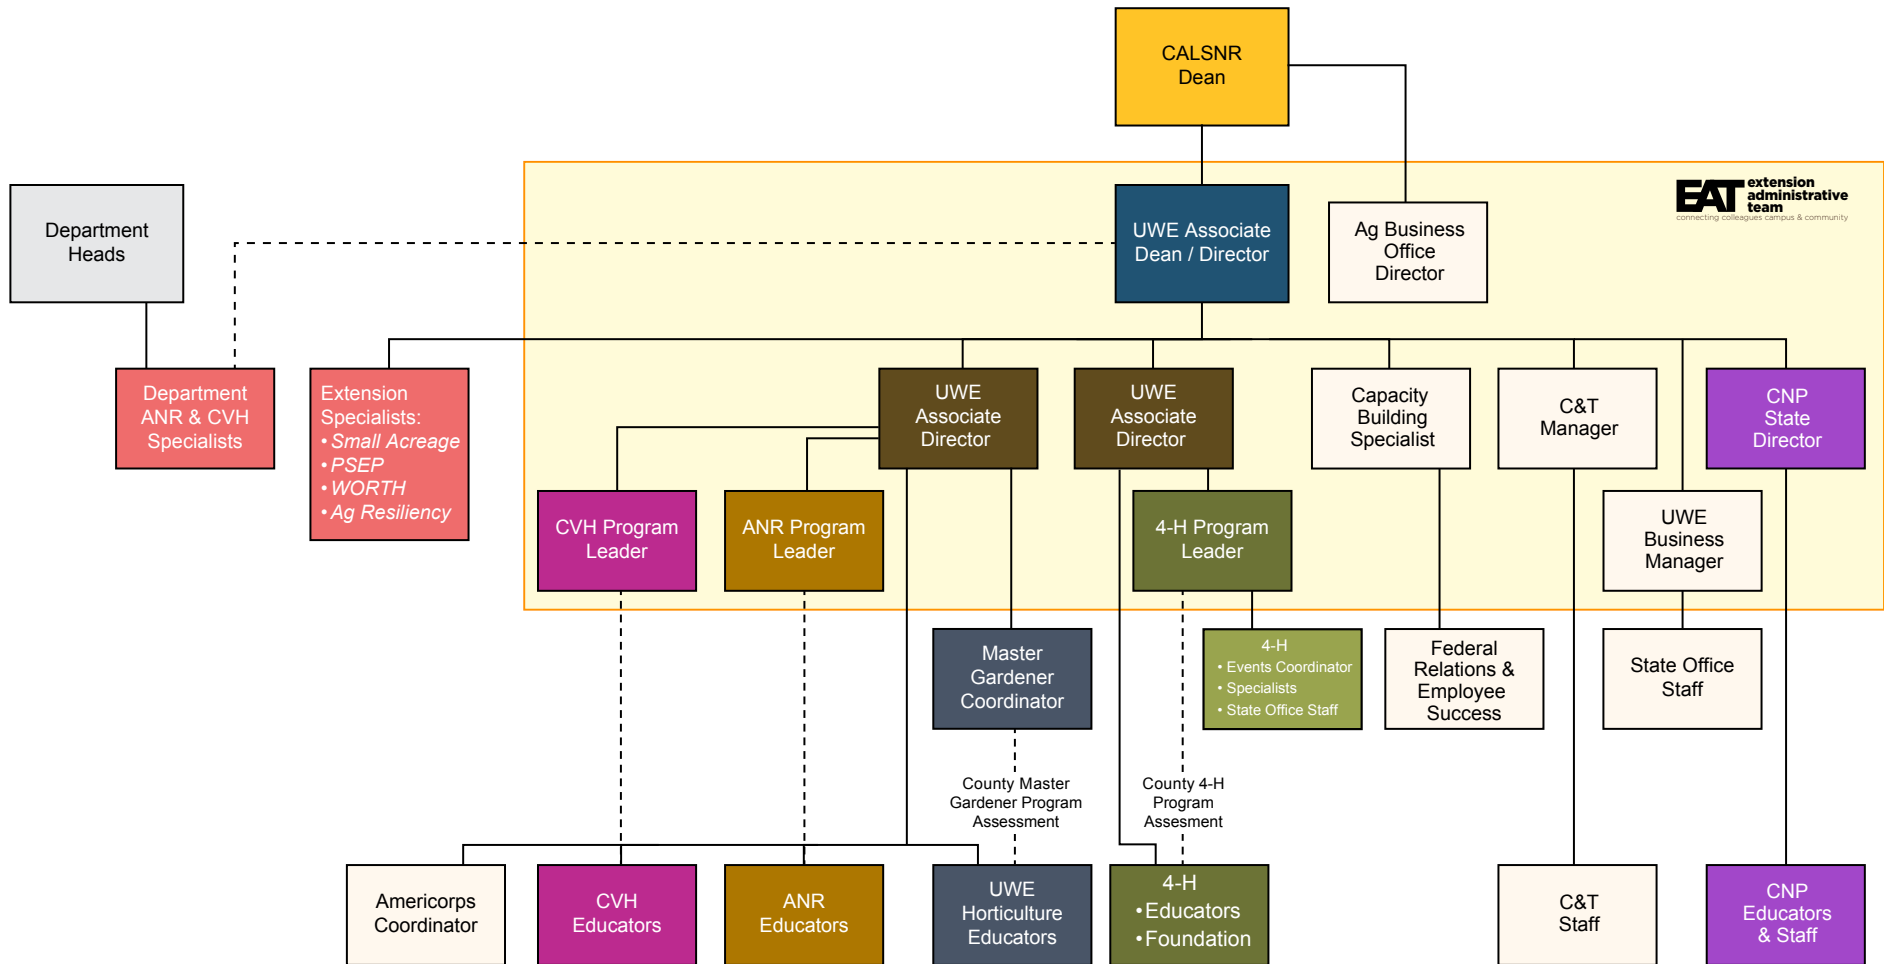 CALSNR
Dean
EAT extension
administrative
team
connecting colleagues campus & community
Department
Heads
UWE Associate
Dean / Director
Ag Business
Office
Director
Department
ANR & CVH
Specialists
Extension
Specialists:
• Small Acreage
• PSEP
• WORTH
• Ag Resiliency
UWE
Associate
Director
UWE
Associate
Director
Capacity
Building
Specialist
C&T
Manager
CNP
State
Director
CVH Program
Leader
ANR Program
Leader
4-H Program
Leader
UWE
Business
Manager
Master
Gardener
Coordinator
4-H
• Events Coordinator
• Specialists
• State Office Staff
Federal
Relations &
Employee
Success
State Office
Staff
County Master
Gardener Program
Assessment
County 4-H
Program
Assesment
Americorps
Coordinator
CVH
Educators
ANR
Educators
UWE
Horticulture
Educators
4-H
• Educators
• Foundation
C&T
Staff
CNP
Educators
& Staff